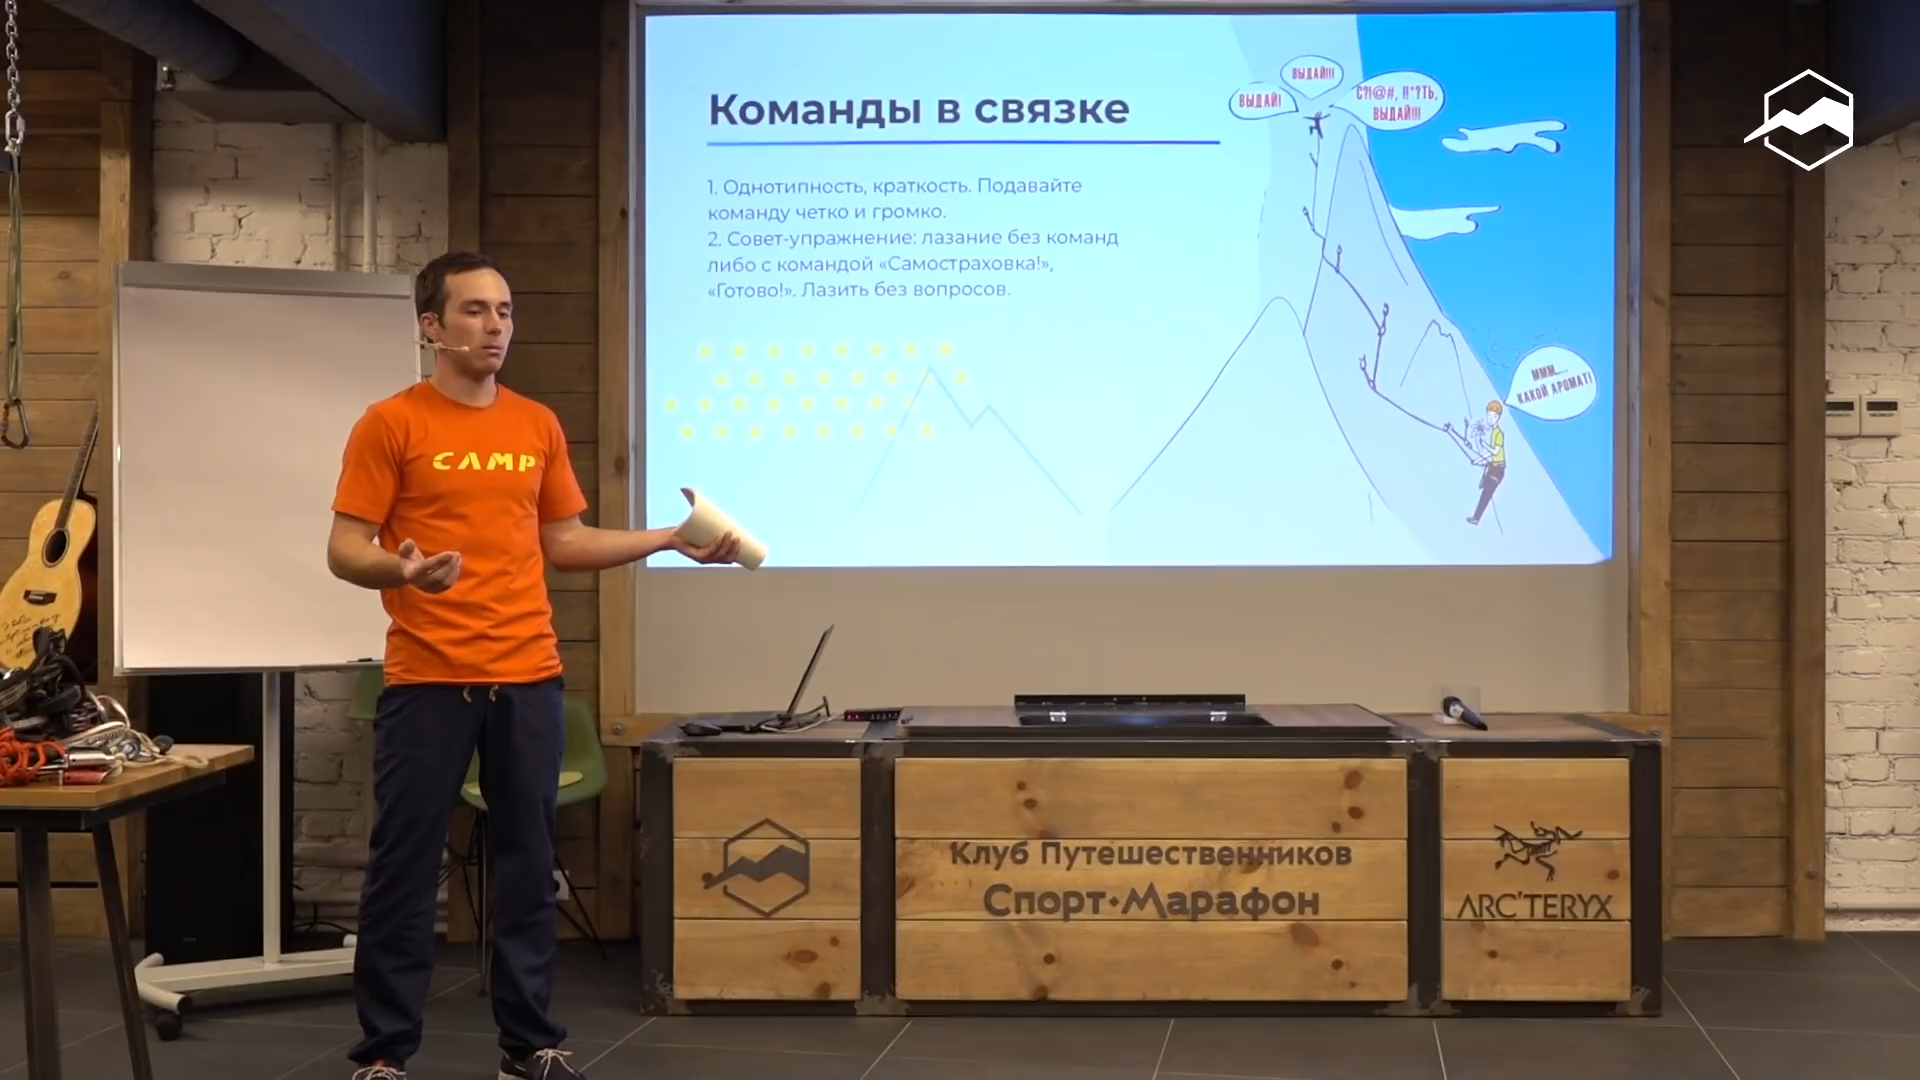 Команды в связке
1. Однотипность, краткость. Подавайте
команду четко и громко.
2. Совет-упражнение: лазание без команд
либо с командой «Самостраховка!»,
«Готово!». Лазить без вопросов.
ВЫДАЙ!
ВЫДАЙ!!!
С?!@#, !!*?ТЬ,
ВЫДАЙ!!!
МММ...
КАКОЙ АРОМАТ!
CAMP
Клуб Путешественников
Спорт·Марафон
ARC'TERYX